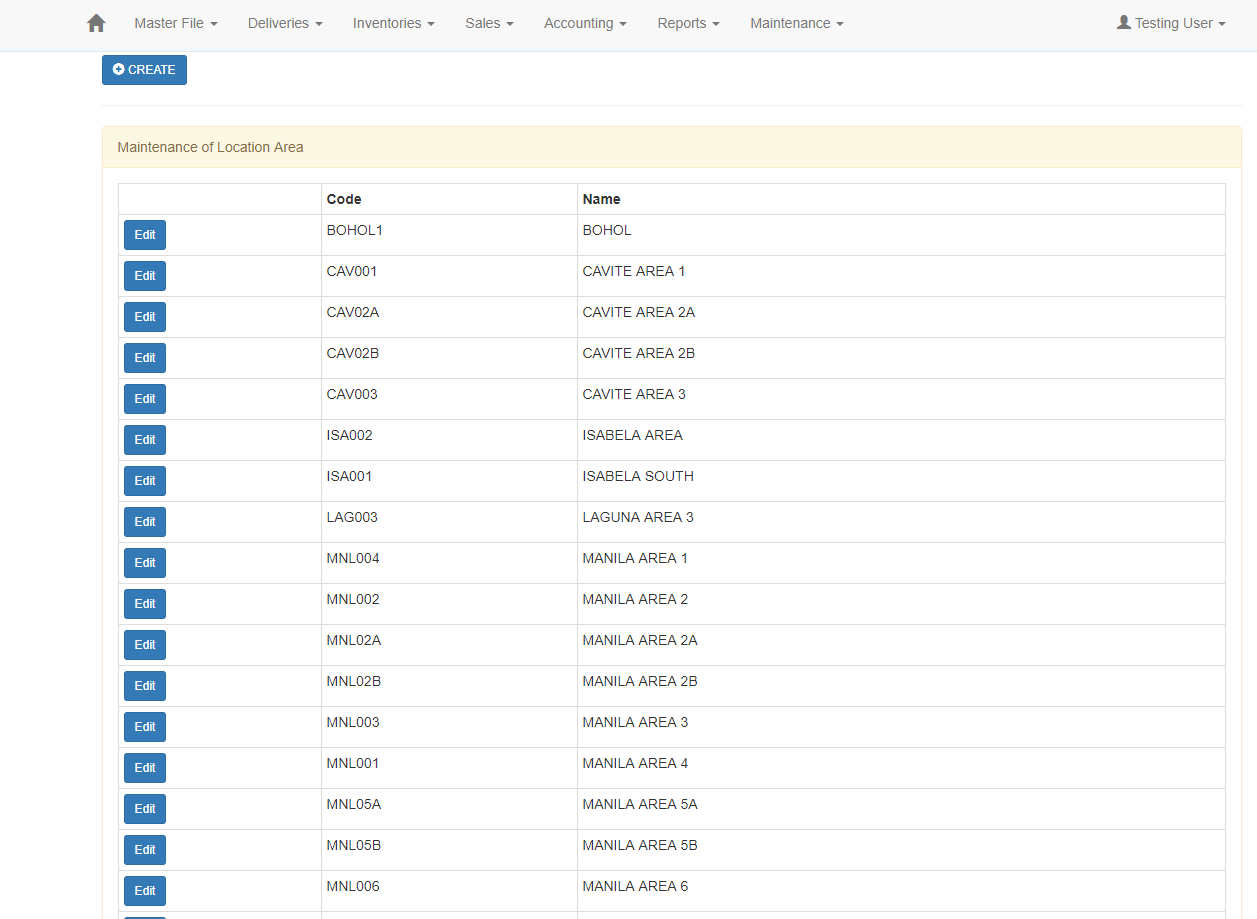 Master File Deliveries Inventories Sales Accounting Reports Maintenance Testing User
CREATE
Maintenance of Location Area
Code Name
Edit BOHOL1 BOHOL
Edit CAV001 CAVITE AREA 1
Edit CAV02A CAVITE AREA 2A
Edit CAV02B CAVITE AREA 2B
Edit CAV003 CAVITE AREA 3
Edit ISA002 ISABELA AREA
Edit ISA001 ISABELA SOUTH
Edit LAG003 LAGUNA AREA 3
Edit MNL004 MANILA AREA 1
Edit MNL002 MANILA AREA 2
Edit MNL02A MANILA AREA 2A
Edit MNL02B MANILA AREA 2B
Edit MNL003 MANILA AREA 3
Edit MNL001 MANILA AREA 4
Edit MNL05A MANILA AREA 5A
Edit MNL05B MANILA AREA 5B
Edit MNL006 MANILA AREA 6